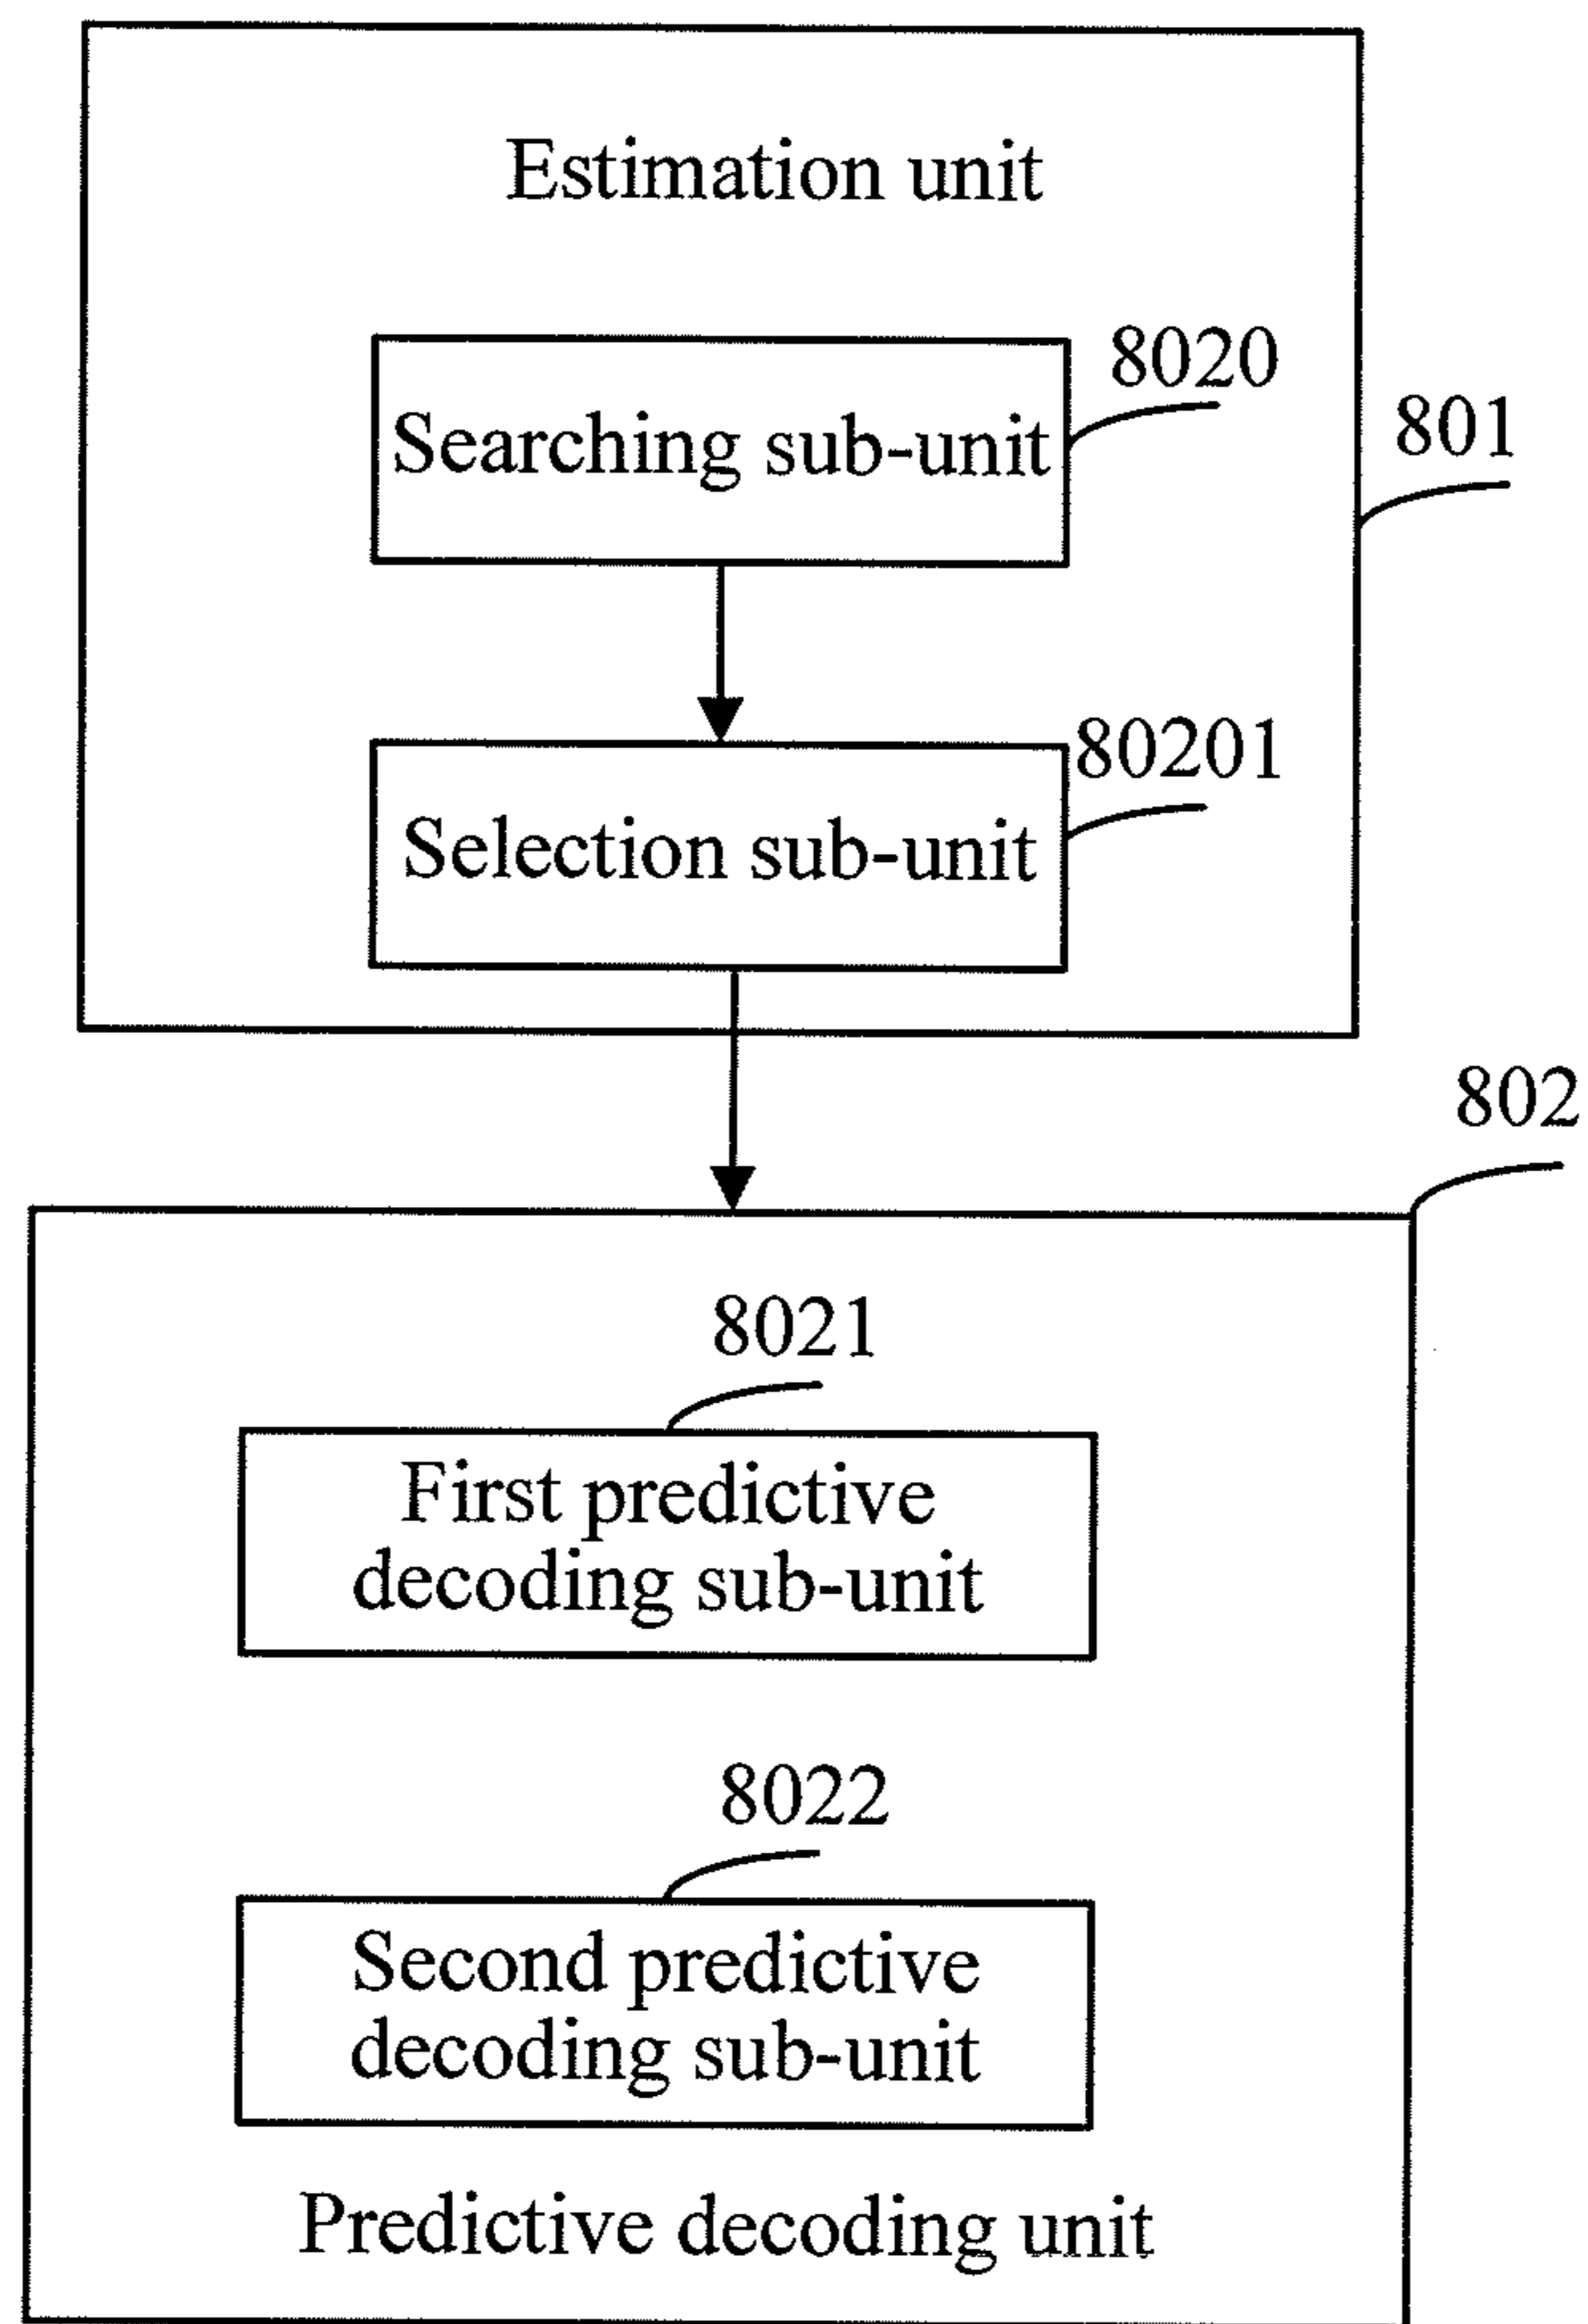 Estimation unit
8020
Searching sub-unit
801
80201
Selection sub-unit
802
8021
First predictive
decoding sub-unit
8022
Second predictive
decoding sub-unit
Predictive decoding unit